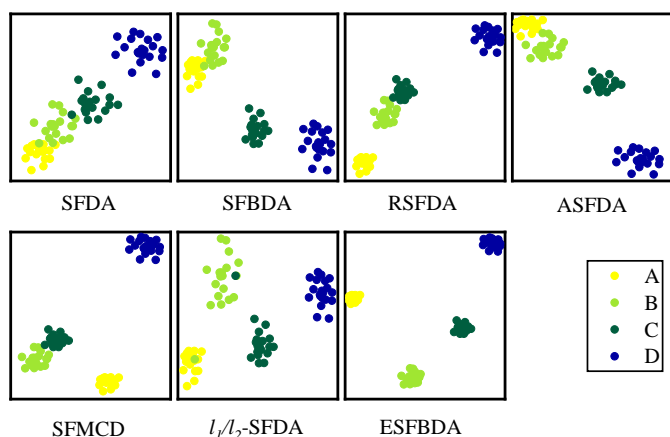 SFDA SFBDA RSFDA ASFDA
A
B
C
D
SFMCD l₁/l₂-SFDA ESFBDA